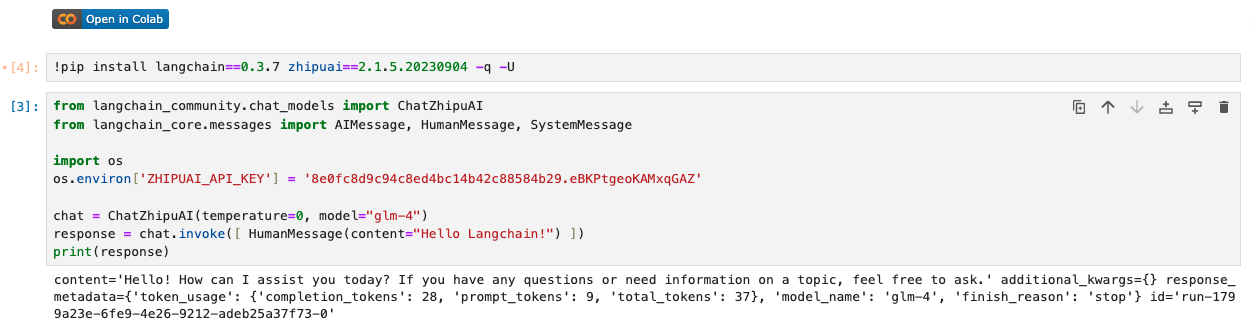 Open in Colab
[4]: !pip install langchain==0.3.7 zhipuai==2.1.5.20230904 -q -U
[3]: from langchain_community.chat_models import ChatZhipuAI
from langchain_core.messages import AIMessage, HumanMessage, SystemMessage
import os
os.environ['ZHIPUAI_API_KEY'] = '8e0fc8d9c94c8ed4bc14b42c88584b29.eBKPtgeoKAMxqGAZ'
chat = ChatZhipuAI(temperature=0, model="glm-4")
response = chat.invoke([ HumanMessage(content="Hello Langchain!") ])
print(response)
content='Hello! How can I assist you today? If you have any questions or need information on a topic, feel free to ask.' additional_kwargs={} response_
metadata={'token_usage': {'completion_tokens': 28, 'prompt_tokens': 9, 'total_tokens': 37}, 'model_name': 'glm-4', 'finish_reason': 'stop'} id='run-179
9a23e-6fe9-4e26-9212-adeb25a37f73-0'